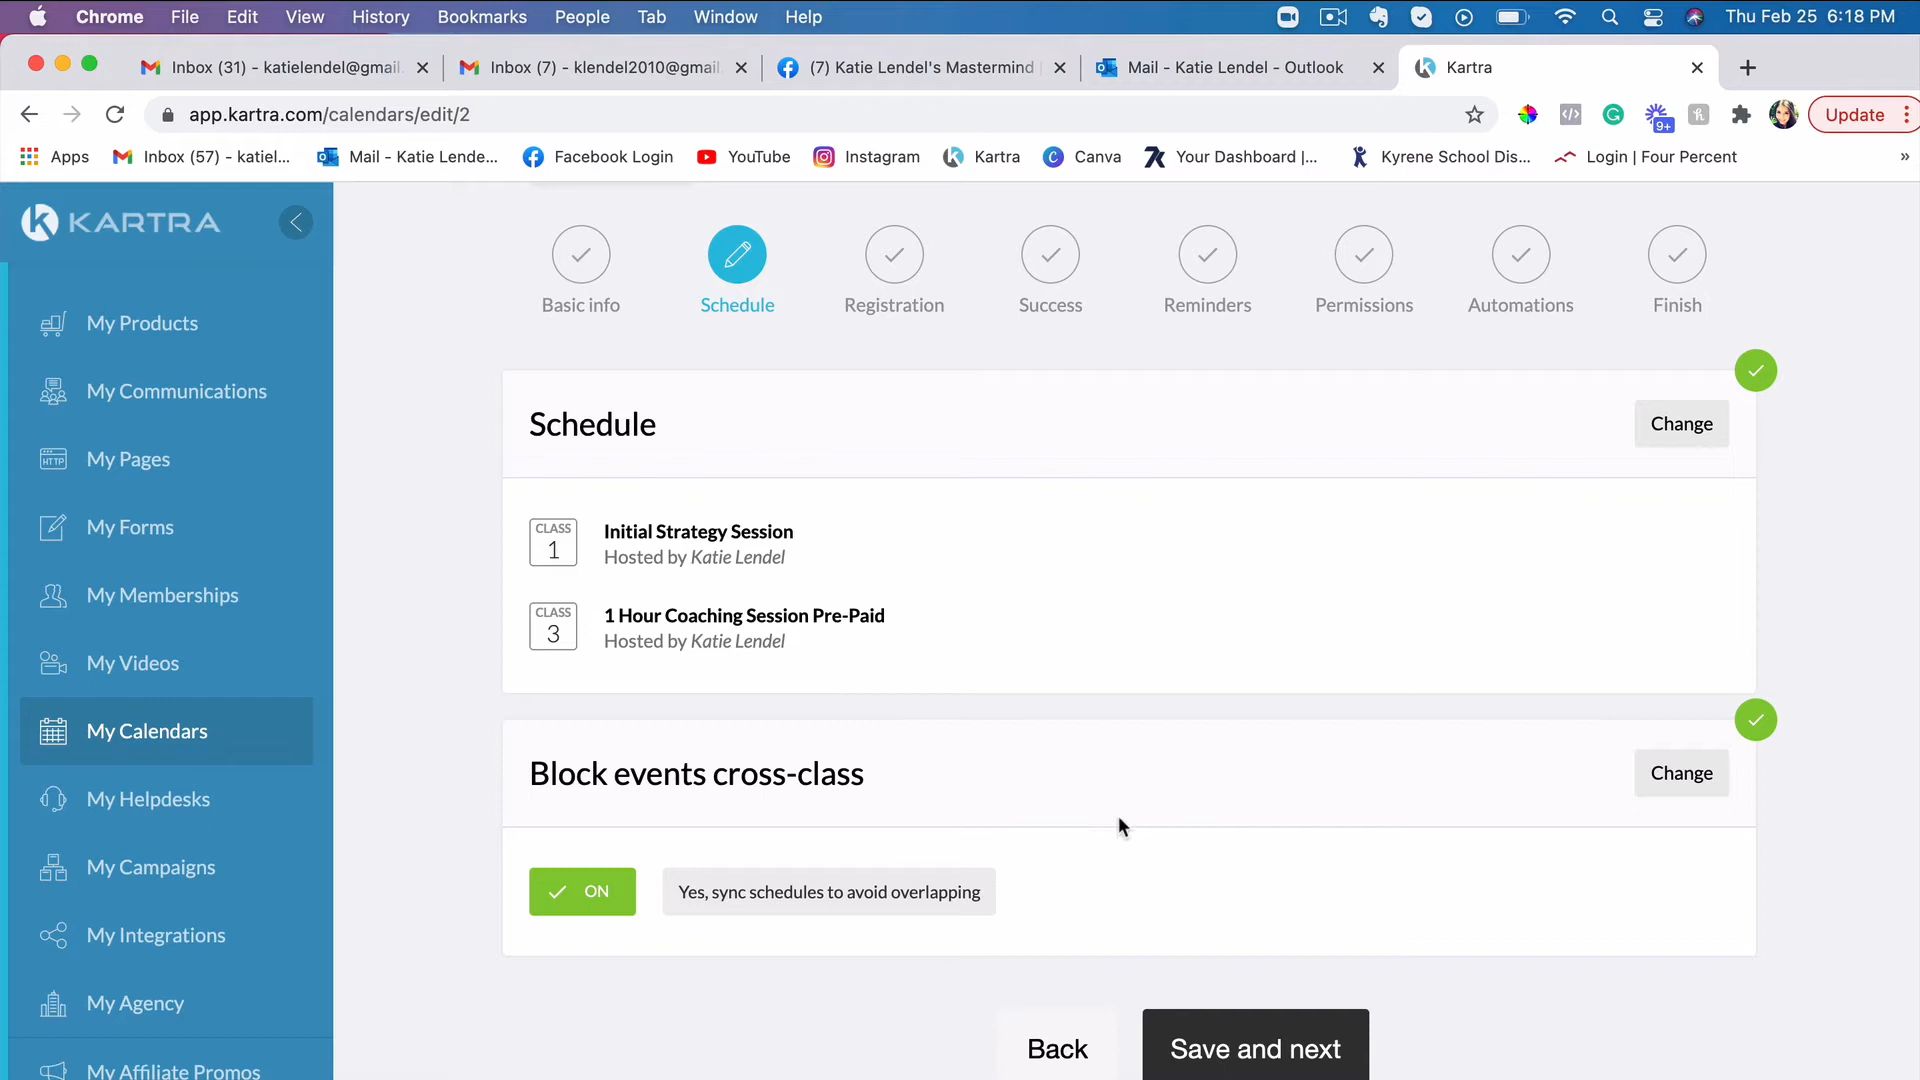 Chrome File Edit View History Bookmarks People Tab Window Help Thu Feb 25 6:18 PM
Inbox (31) - katielendel@gmail. Inbox (7) - klendel2010@gmail. (7) Katie Lendel's Mastermind Mail - Katie Lendel - Outlook Kartra
app.kartra.com/calendars/edit/2 9+ Update
Apps Inbox (57) - katiel... Mail - Katie Lende... Facebook Login YouTube Instagram Kartra Canva Your Dashboard |... Kyrene School Dis... Login | Four Percent »
KARTRA
My Products
My Communications
HTTP My Pages
My Forms
My Memberships
My Videos
My Calendars
My Helpdesks
My Campaigns
My Integrations
My Agency
My Affiliate Promos
Basic info Schedule Registration Success Reminders Permissions Automations Finish
Schedule Change
CLASS 1 Initial Strategy Session
Hosted by Katie Lendel
CLASS 3 1 Hour Coaching Session Pre-Paid
Hosted by Katie Lendel
Block events cross-class Change
ON Yes, sync schedules to avoid overlapping
Back Save and next